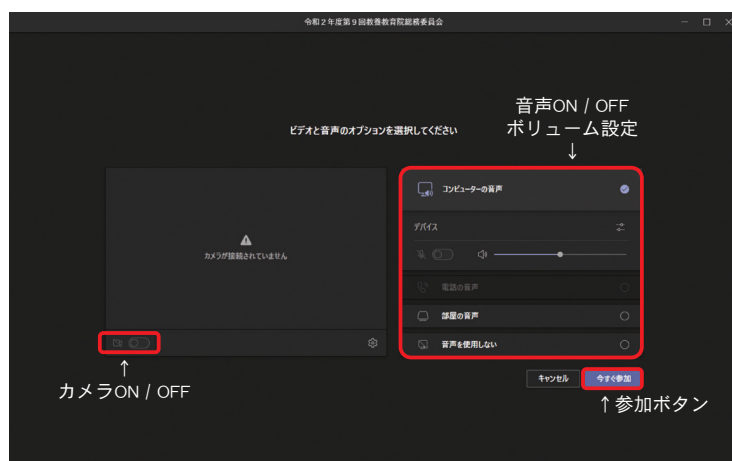 令和２年度第９回教養教育院総務委員会
音声ON / OFF
ボリューム設定
↓
ビデオと音声のオプションを選択してください
コンピューターの音声
デバイス
カメラが接続されていません
電話の音声
部屋の音声
音声を使用しない
↑
カメラON / OFF
キャンセル
今すぐ参加
↑参加ボタン